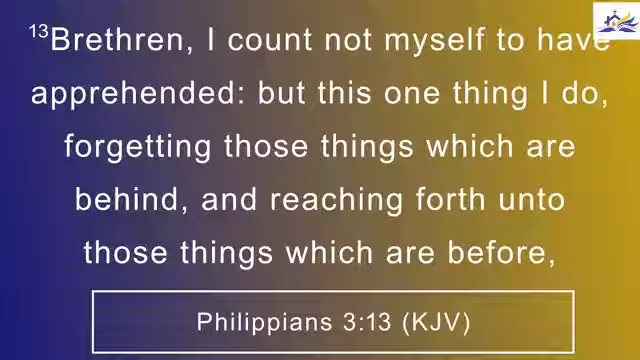 13Brethren, I count not myself to have
apprehended: but this one thing I do,
forgetting those things which are
behind, and reaching forth unto
those things which are before,
Philippians 3:13 (KJV)